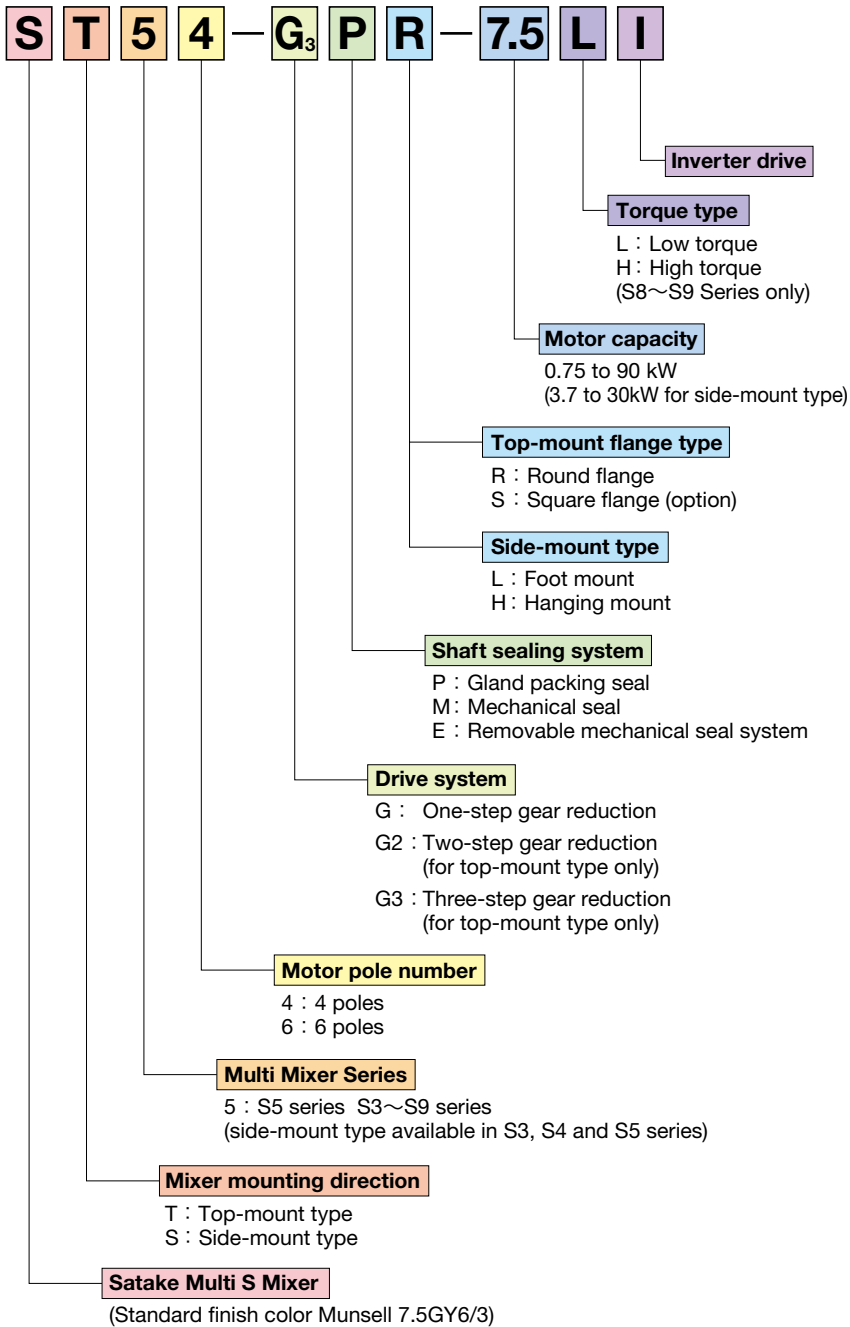 S T 5 4 — G3 P R — 7.5 L I
Inverter drive
Torque type
L : Low torque
H : High torque
(S8～S9 Series only)
Motor capacity
0.75 to 90 kW
(3.7 to 30kW for side-mount type)
Top-mount flange type
R : Round flange
S : Square flange (option)
Side-mount type
L : Foot mount
H : Hanging mount
Shaft sealing system
P : Gland packing seal
M : Mechanical seal
E : Removable mechanical seal system
Drive system
G : One-step gear reduction
G2 : Two-step gear reduction
(for top-mount type only)
G3 : Three-step gear reduction
(for top-mount type only)
Motor pole number
4 : 4 poles
6 : 6 poles
Multi Mixer Series
5 : S5 series S3～S9 series
(side-mount type available in S3, S4 and S5 series)
Mixer mounting direction
T : Top-mount type
S : Side-mount type
Satake Multi S Mixer
(Standard finish color Munsell 7.5GY6/3)